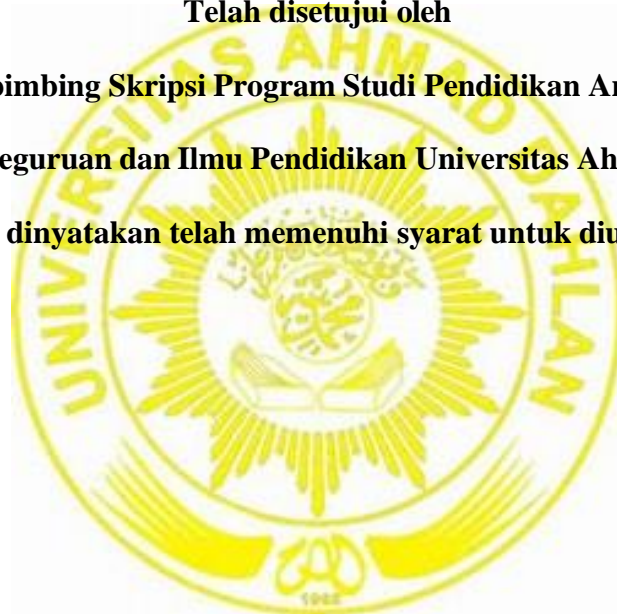 Telah disetujui oleh
bimbing Skripsi Program Studi Pendidikan A
eguruan dan Ilmu Pendidikan Universitas Ah
dinyatakan telah memenuhi syarat untuk diu
UNIVERSITAS AHMAD DAHLAN